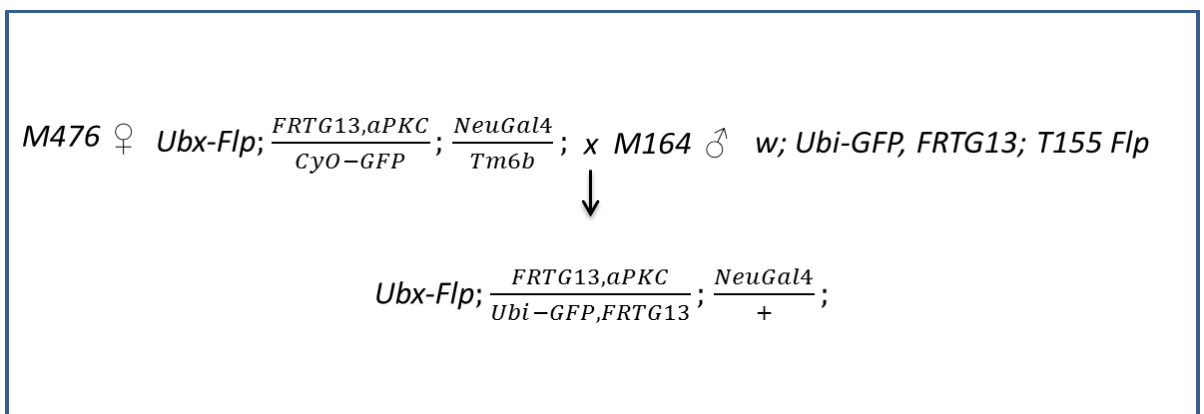 M476 ♀ Ubx-Flp; FRTG13,aPKC/CyO−GFP; NeuGal4/Tm6b; x M164 ♂ w; Ubi-GFP, FRTG13; T155 Flp
Ubx-Flp; FRTG13,aPKC/Ubi−GFP,FRTG13; NeuGal4/+;